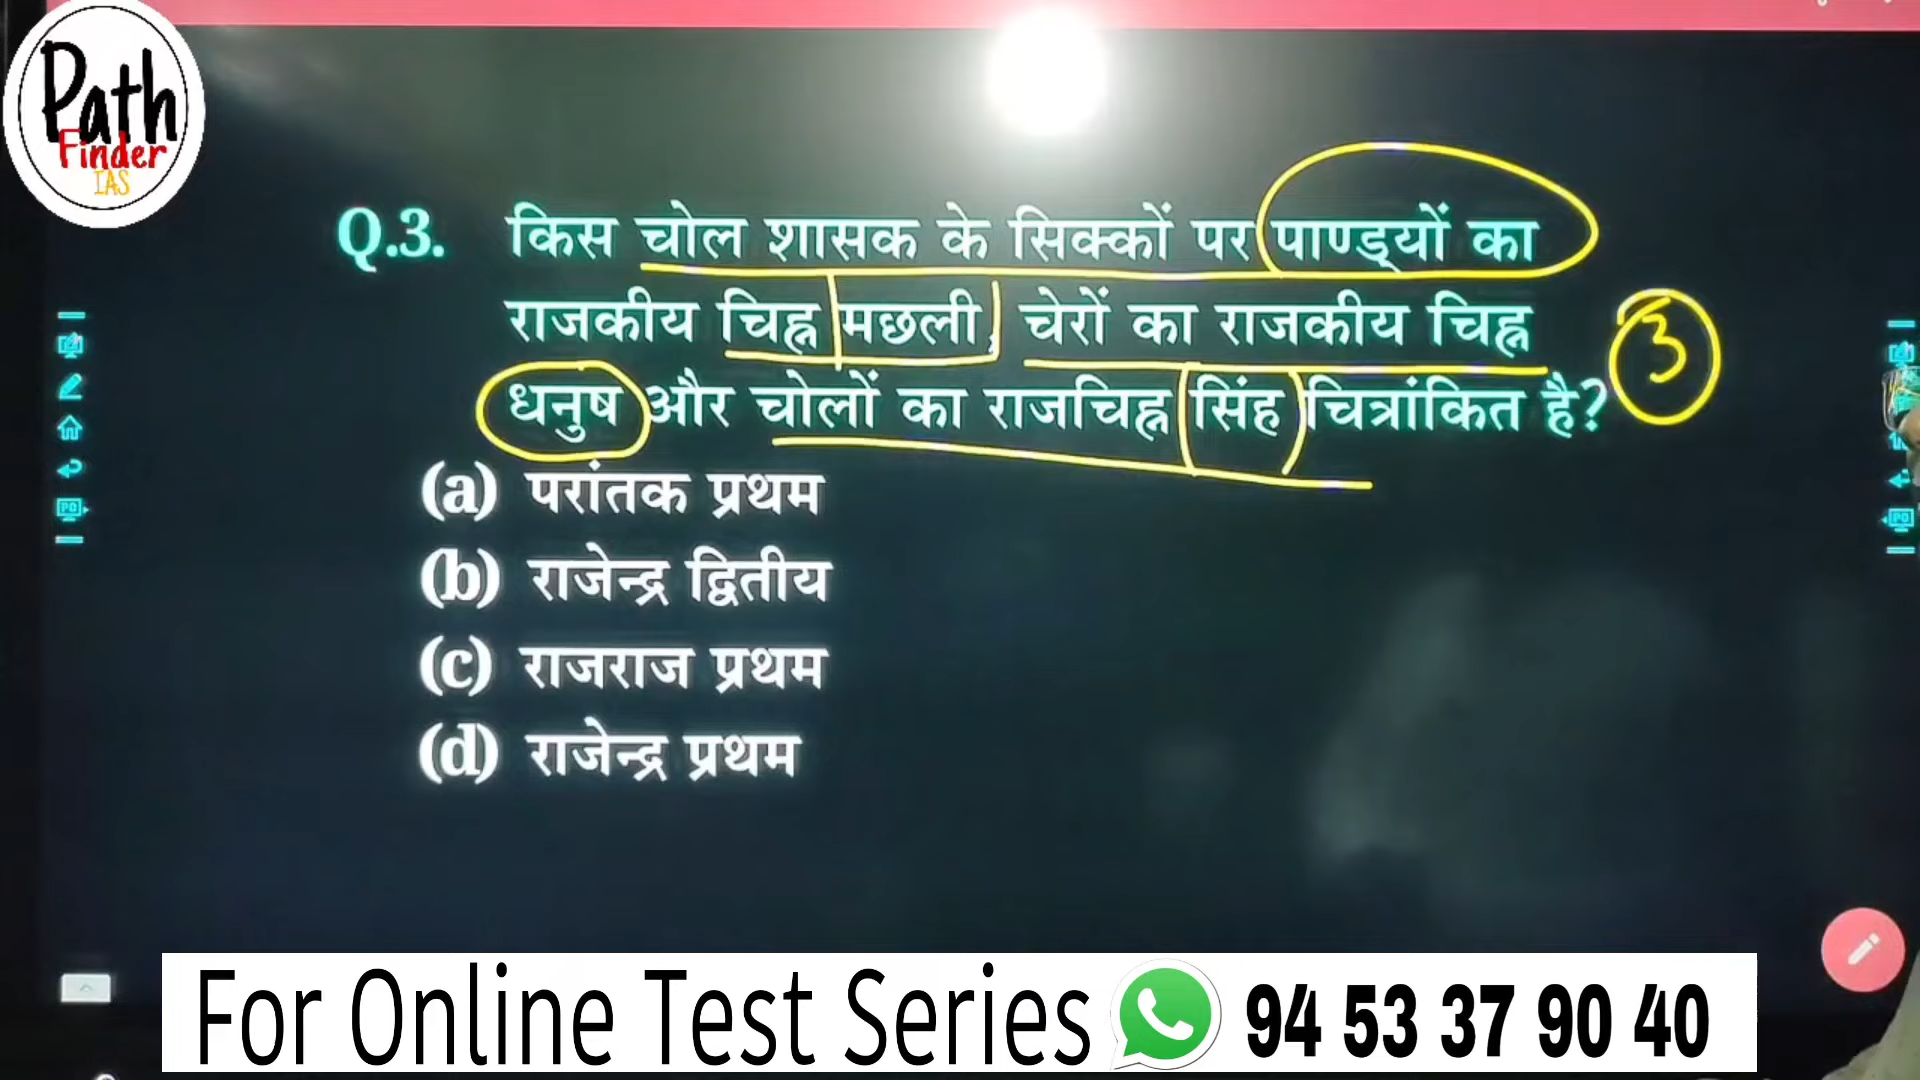 Path
Finder
IAS
Q.3. किस चोल शासक के सिक्कों पर पाण्ड्यों का
राजकीय चिह्न मछली, चेरों का राजकीय चिह्न
धनुष और चोलों का राजचिह्न सिंह चित्रांकित है?
3
(a) परांतक प्रथम
(b) राजेन्द्र द्वितीय
(c) राजराज प्रथम
(d) राजेन्द्र प्रथम
For Online Test Series 94 53 37 90 40